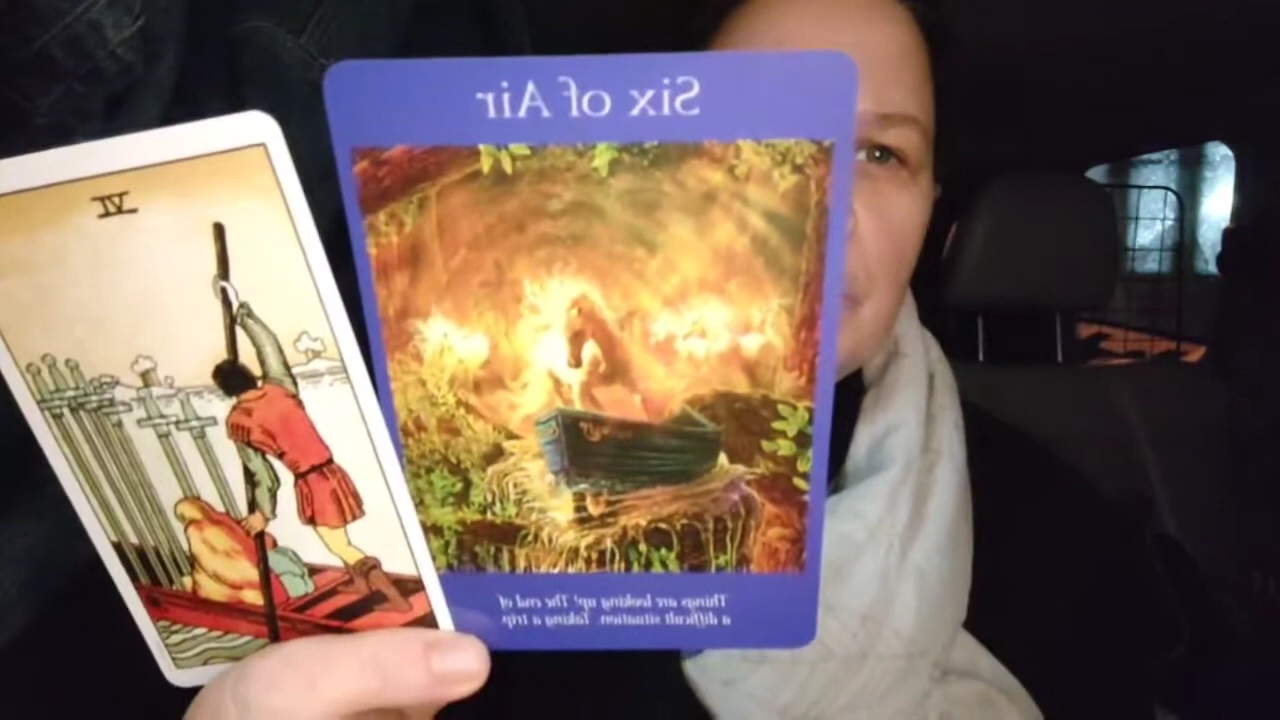 VI
Six of Air
Things are looking up! The end of
a difficult situation. Taking a trip.